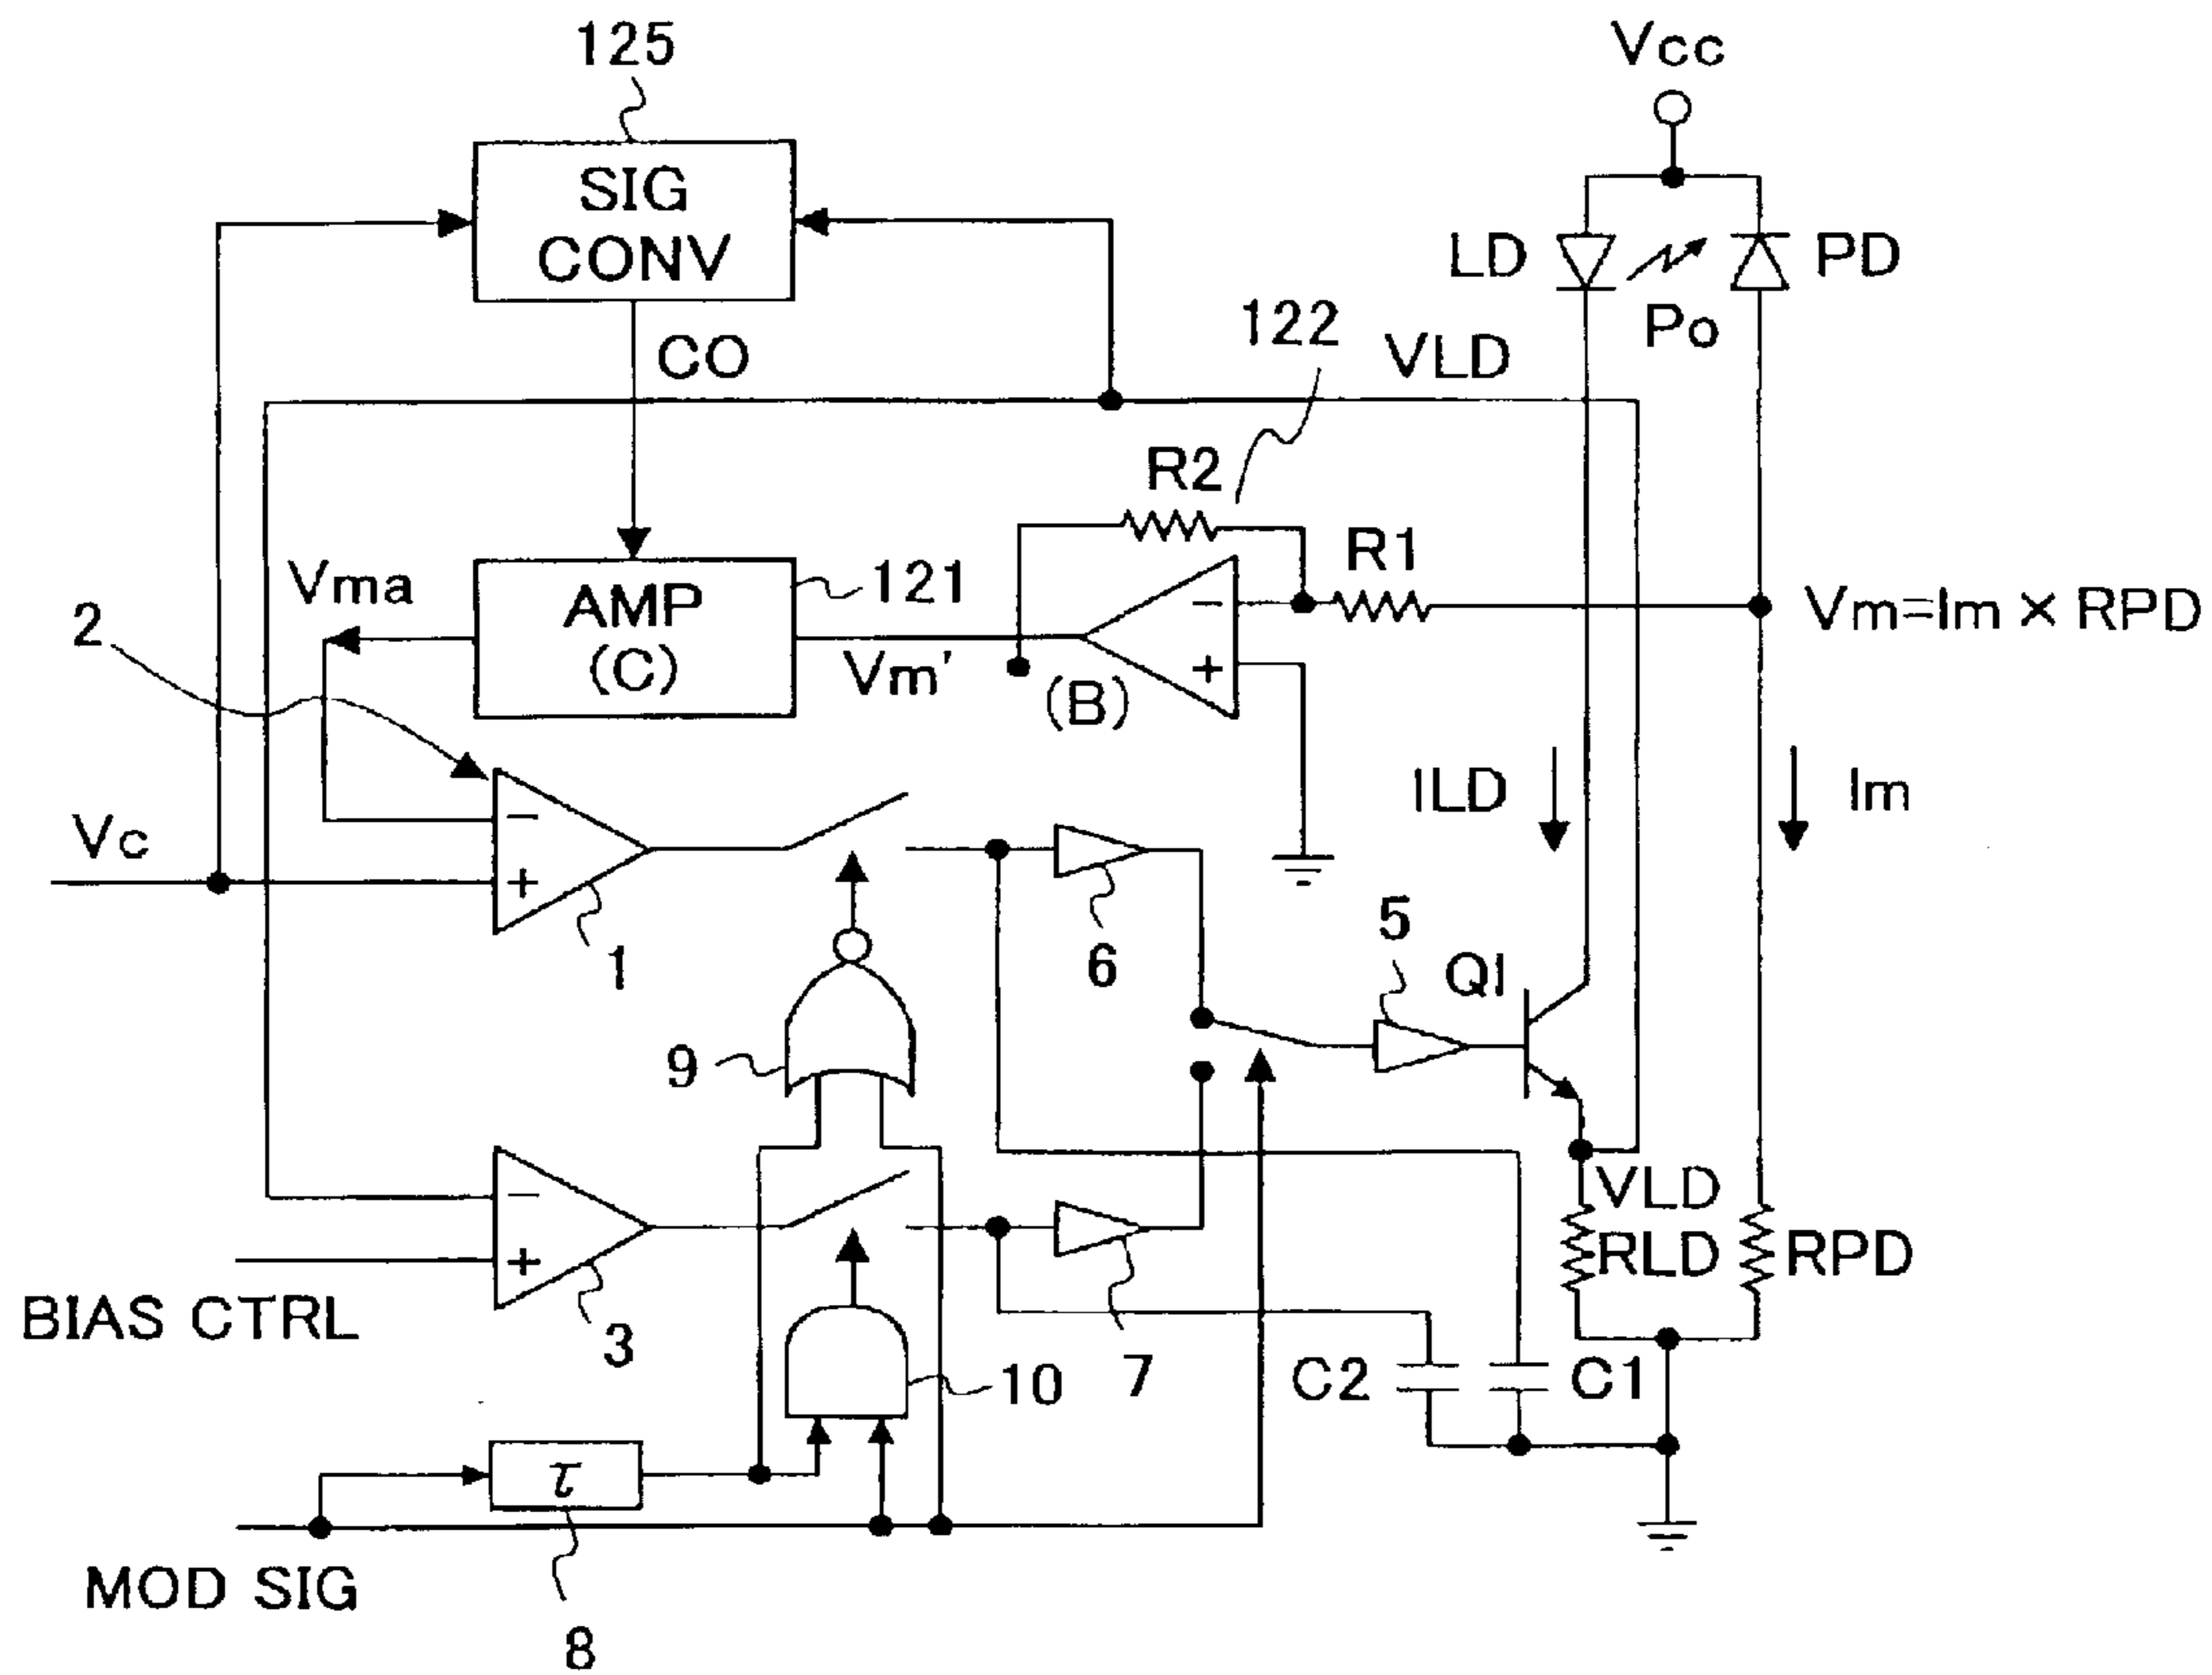 125
Vcc
SIG
CONV
LD
PD
Po
122
CO
VLD
R2
R1
Vma
AMP
(C)
121
Vm'
(B)
Vm=Im × RPD
2
Vc
−
+
−
+
1
6
ILD
Im
5
QI
9
VLD
RLD
RPD
−
+
BIAS CTRL
3
10
7
C2
C1
τ
MOD SIG
8